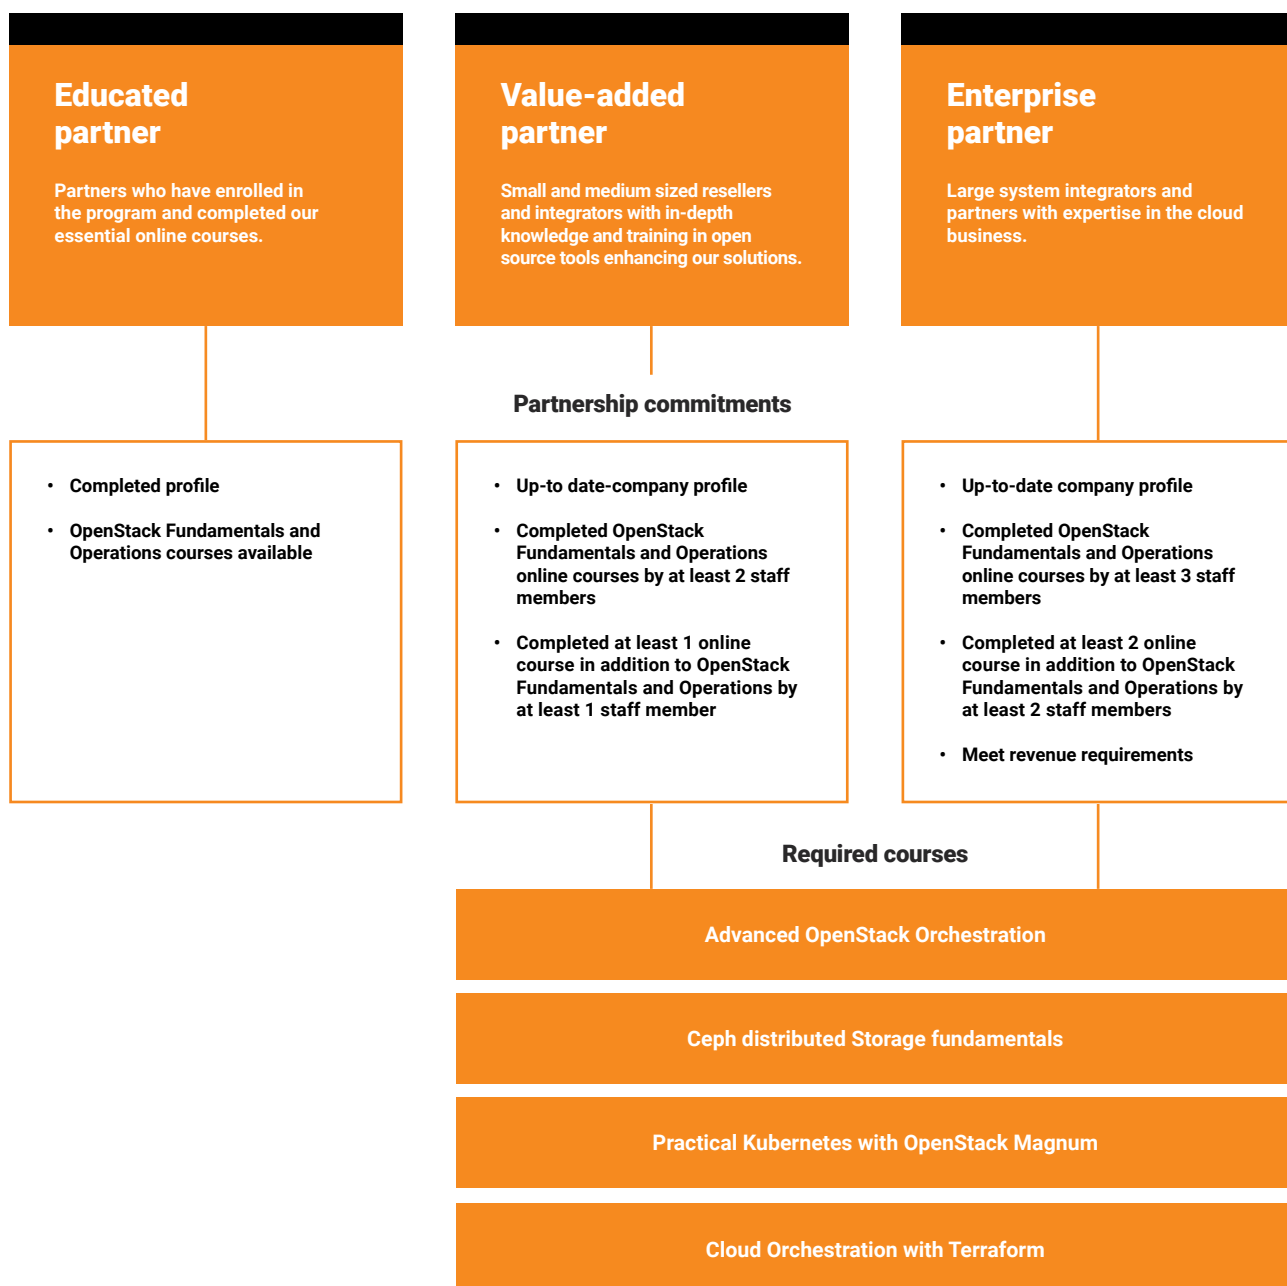 Educated
partner
Partners who have enrolled in
the program and completed our
essential online courses.
Value-added
partner
Small and medium sized resellers
and integrators with in-depth
knowledge and training in open
source tools enhancing our solutions.
Enterprise
partner
Large system integrators and
partners with expertise in the cloud
business.
Partnership commitments
• Completed profile
• OpenStack Fundamentals and
Operations courses available
• Up-to date-company profile
• Completed OpenStack
Fundamentals and Operations
online courses by at least 2 staff
members
• Completed at least 1 online
course in addition to OpenStack
Fundamentals and Operations by
at least 1 staff member
• Up-to-date company profile
• Completed OpenStack
Fundamentals and Operations
online courses by at least 3 staff
members
• Completed at least 2 online
course in addition to OpenStack
Fundamentals and Operations by
at least 2 staff members
• Meet revenue requirements
Required courses
Advanced OpenStack Orchestration
Ceph distributed Storage fundamentals
Practical Kubernetes with OpenStack Magnum
Cloud Orchestration with Terraform